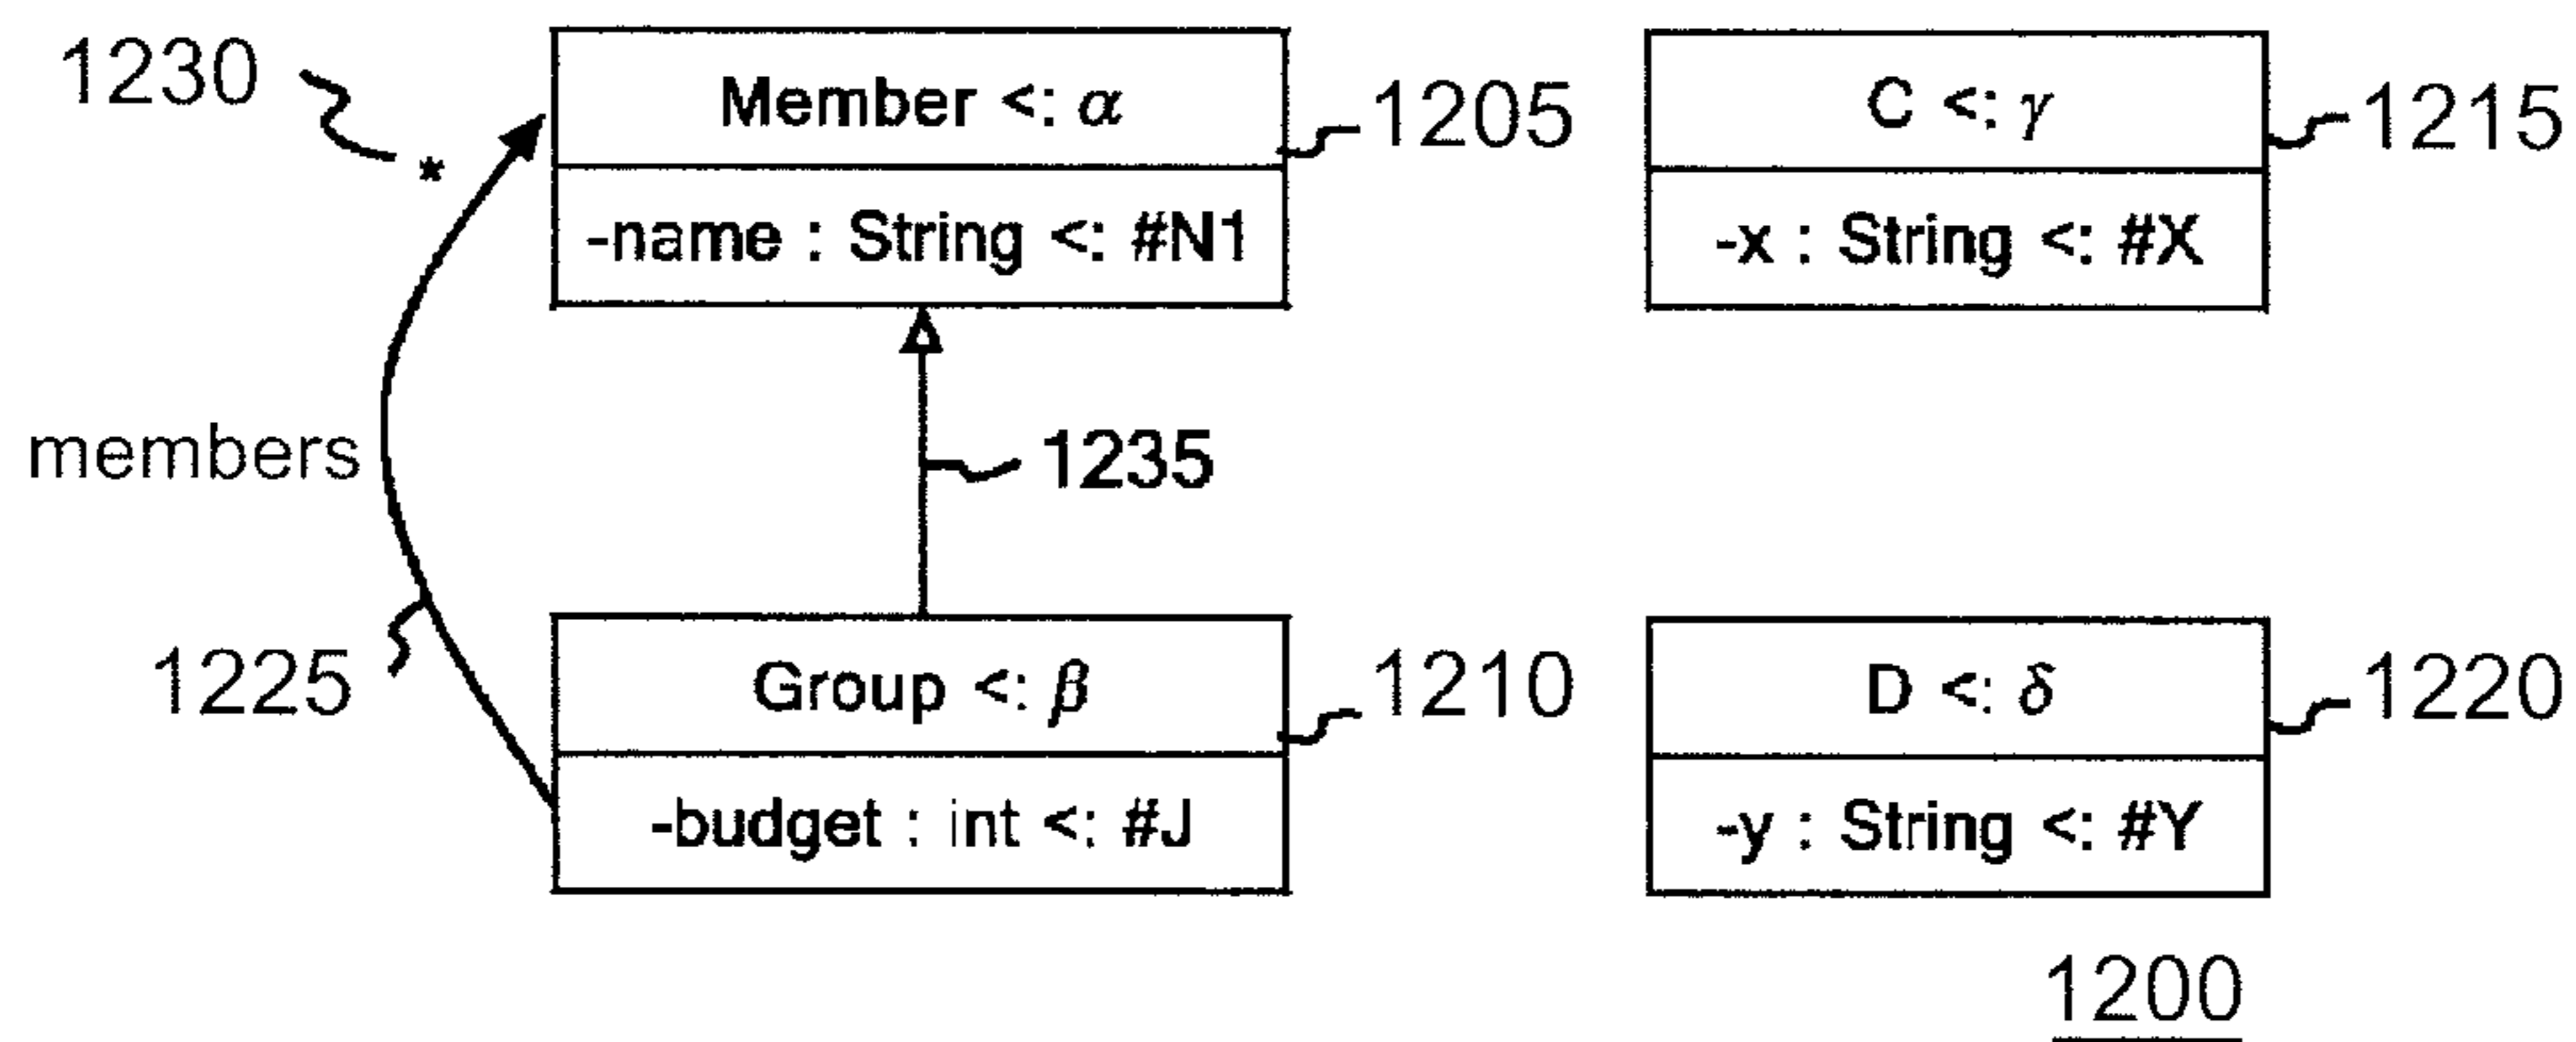 1230
*
Member <: α
1205
-name : String <: #N1
C <: γ
1215
-x : String <: #X
members
1235
1225
Group <: β
1210
-budget : int <: #J
D <: δ
1220
-y : String <: #Y
1200